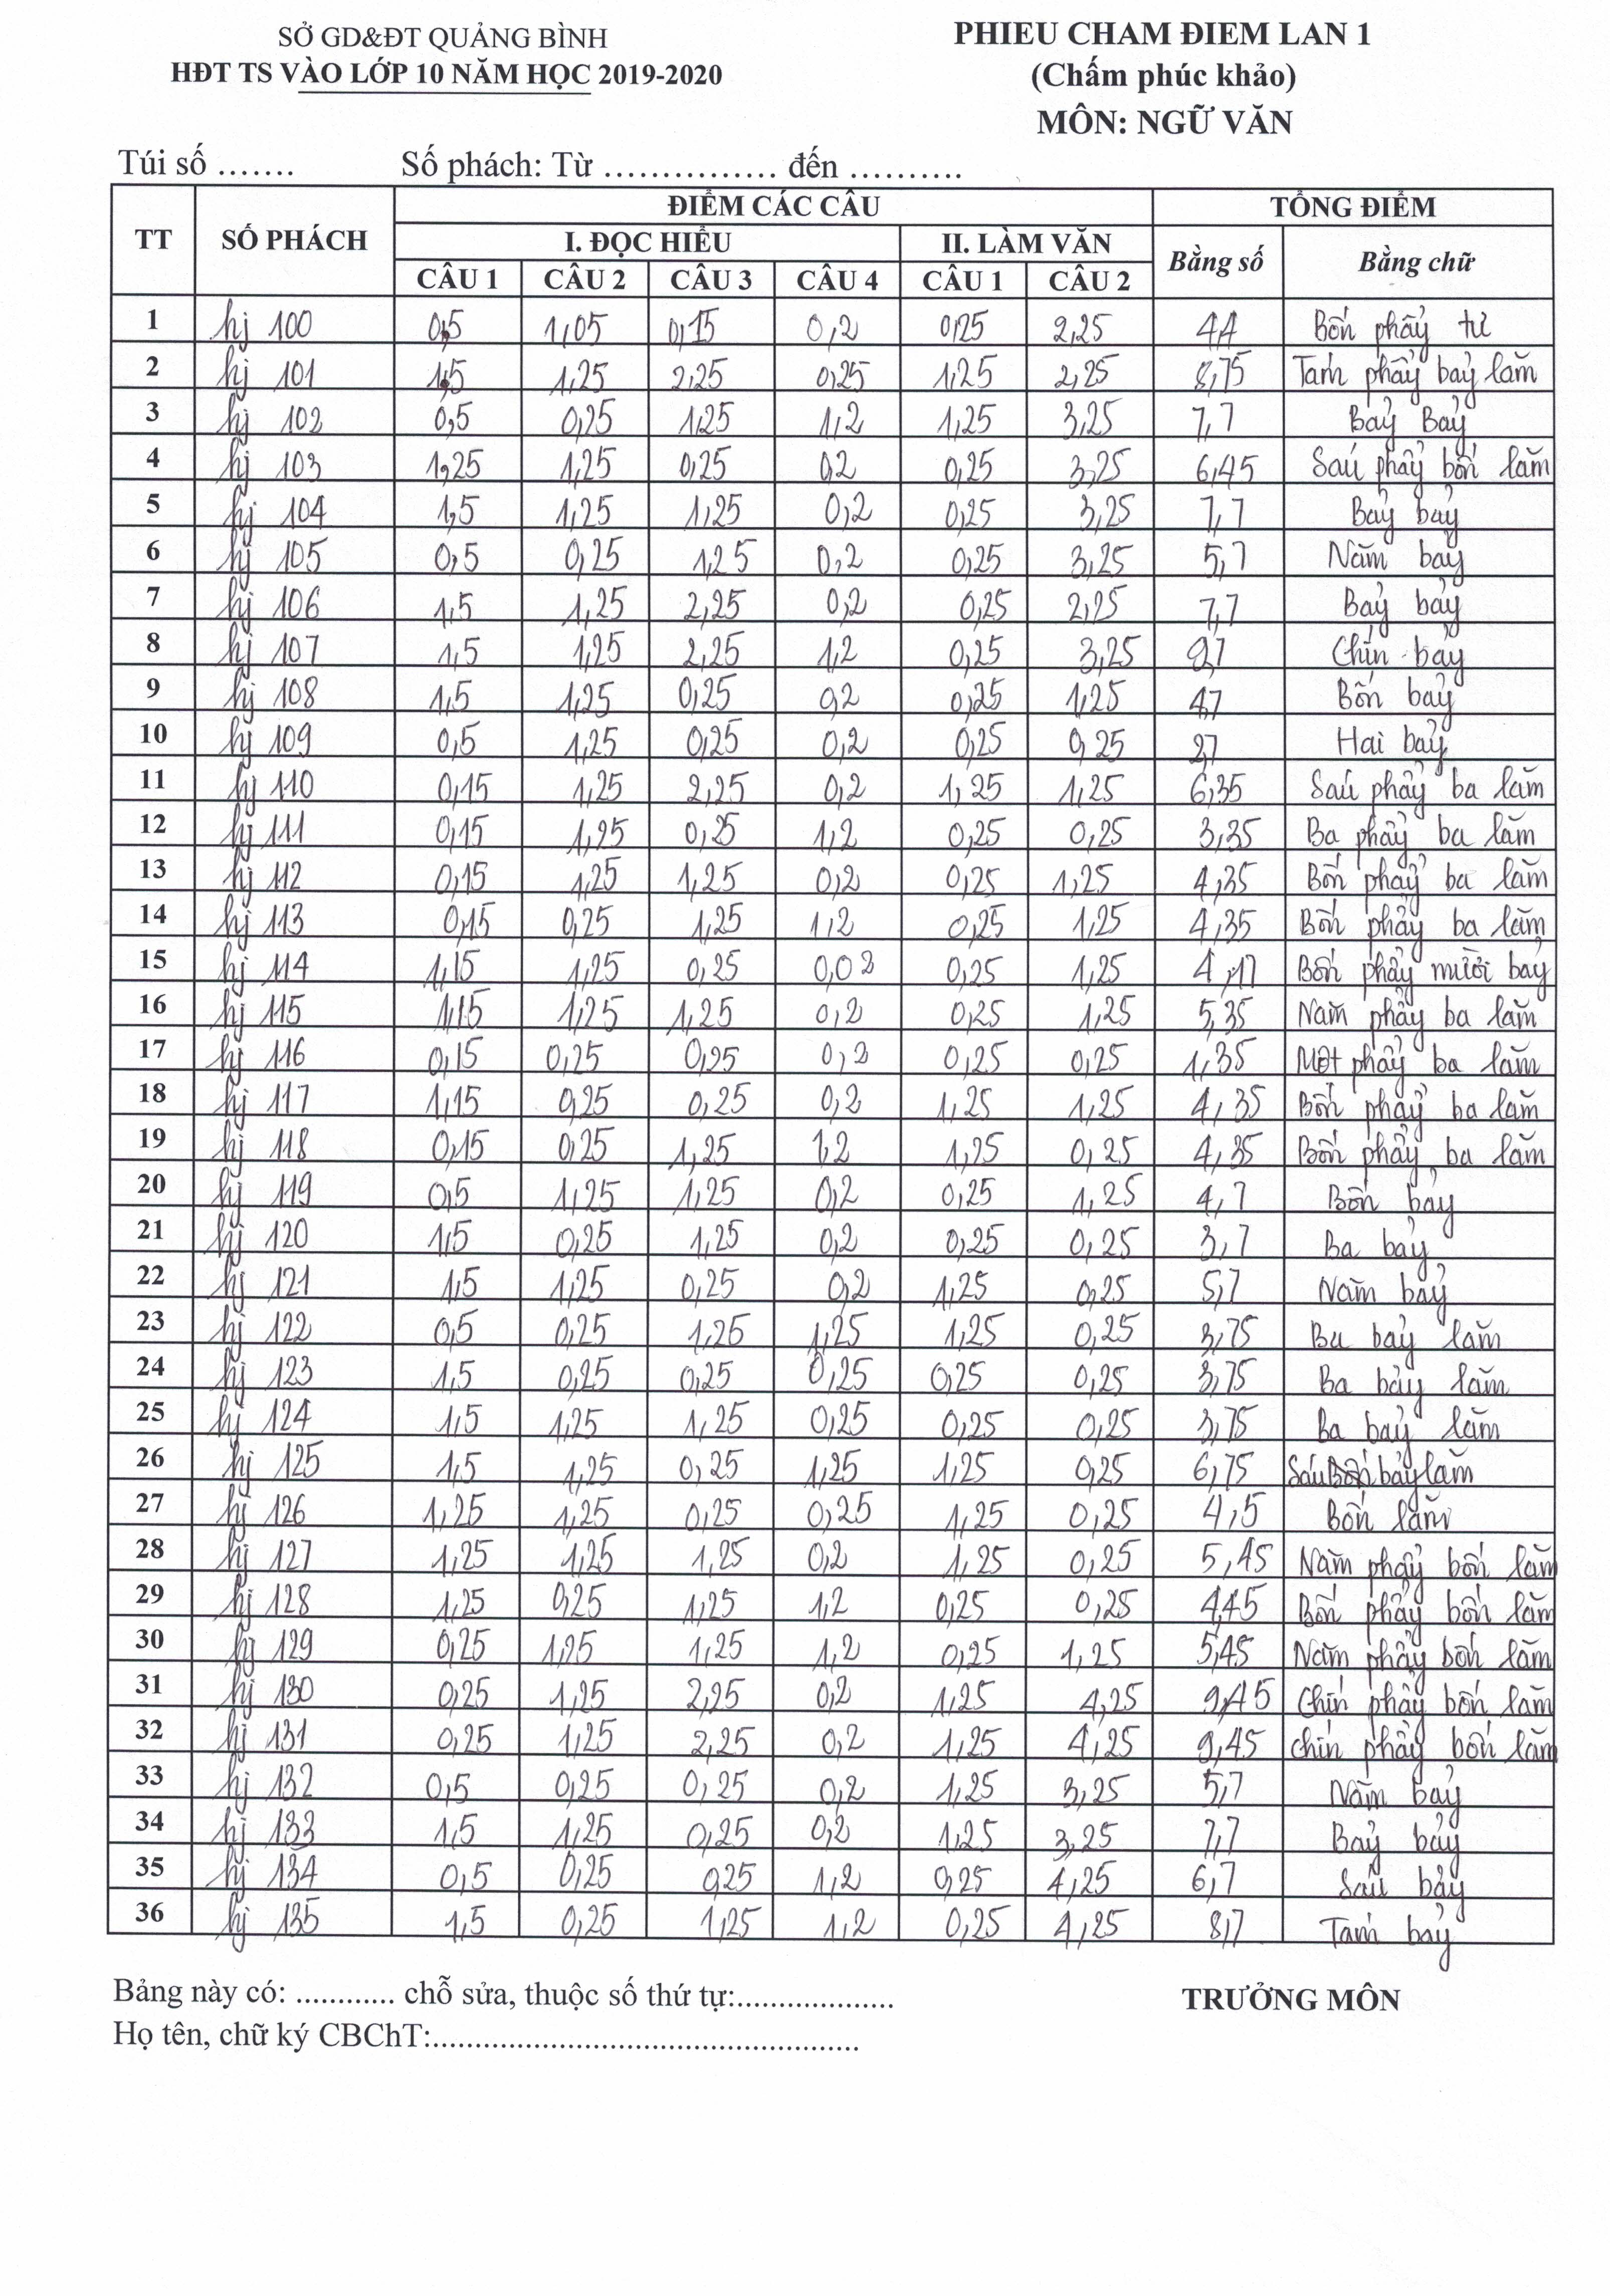 SỞ GD&ĐT QUẢNG BÌNH
HĐT TS VÀO LỚP 10 NĂM HỌC 2019-2020
PHIEU CHAM ĐIEM LAN 1
(Chấm phúc khảo)
MÔN: NGỮ VĂN
Túi số ....... Số phách: Từ ............... đến ..........
TT SỐ PHÁCH ĐIỂM CÁC CÂU TỔNG ĐIỂM
I. ĐỌC HIỂU II. LÀM VĂN Bằng số Bằng chữ
CÂU 1 CÂU 2 CÂU 3 CÂU 4 CÂU 1 CÂU 2
1 hj 100 0,5 1,05 0,15 0,2 0,25 2,25 4,4 Bốn phẩy tư
2 hj 101 1,5 1,25 2,25 0,25 1,25 2,25 8,75 Tám phẩy bảy lăm
3 hj 102 0,5 0,25 1,25 1,2 1,25 3,25 7,7 Bảy Bảy
4 hj 103 1,25 1,25 0,25 0,2 0,25 3,25 6,45 Sáu phẩy bốn lăm
5 hj 104 1,5 1,25 1,25 0,2 0,25 3,25 7,7 Bảy bảy
6 hj 105 0,5 0,25 1,25 0,2 0,25 3,25 5,7 Năm bảy
7 hj 106 1,5 1,25 2,25 0,2 0,25 2,25 7,7 Bảy bảy
8 hj 107 1,5 1,25 2,25 1,2 0,25 3,25 9,7 Chín bảy
9 hj 108 1,5 1,25 0,25 0,2 0,25 1,25 4,7 Bốn bảy
10 hj 109 0,5 1,25 0,25 0,2 0,25 0,25 2,7 Hai bảy
11 hj 110 0,15 1,25 2,25 0,2 1,25 1,25 6,35 Sáu phẩy ba lăm
12 hj 111 0,15 1,25 0,25 1,2 0,25 0,25 3,35 Ba phẩy ba lăm
13 hj 112 0,15 1,25 1,25 0,2 0,25 1,25 4,35 Bốn phẩy ba lăm
14 hj 113 0,15 0,25 1,25 1,2 0,25 1,25 4,35 Bốn phẩy ba lăm
15 hj 114 1,15 1,25 0,25 0,02 0,25 1,25 4,17 Bốn phẩy mười bảy
16 hj 115 1,15 1,25 1,25 0,2 0,25 1,25 5,35 Năm phẩy ba lăm
17 hj 116 0,15 0,25 0,25 0,2 0,25 0,25 1,35 Một phẩy ba lăm
18 hj 117 1,15 0,25 0,25 0,2 1,25 1,25 4,35 Bốn phẩy ba lăm
19 hj 118 0,15 0,25 1,25 1,2 1,25 0,25 4,35 Bốn phẩy ba lăm
20 hj 119 0,5 1,25 1,25 0,2 0,25 1,25 4,7 Bốn bảy
21 hj 120 1,5 0,25 1,25 0,2 0,25 0,25 3,7 Ba bảy
22 hj 121 1,5 1,25 0,25 0,2 1,25 0,25 5,7 Năm bảy
23 hj 122 0,5 0,25 1,25 1,25 1,25 0,25 3,75 Ba bảy lăm
24 hj 123 1,5 0,25 0,25 0,25 0,25 0,25 3,75 Ba bảy lăm
25 hj 124 1,5 1,25 1,25 0,25 0,25 0,25 3,75 Ba bảy lăm
26 hj 125 1,5 1,25 0,25 1,25 1,25 0,25 6,75 Sáu bảy lăm
27 hj 126 1,25 1,25 0,25 0,25 1,25 0,25 4,5 Bốn lăm
28 hj 127 1,25 1,25 1,25 0,2 1,25 0,25 5,45 Năm phẩy bốn lăm
29 hj 128 1,25 0,25 1,25 1,2 0,25 0,25 4,45 Bốn phẩy bốn lăm
30 hj 129 0,25 1,25 1,25 1,2 0,25 1,25 5,45 Năm phẩy bốn lăm
31 hj 130 0,25 1,25 2,25 0,2 1,25 4,25 9,45 Chín phẩy bốn lăm
32 hj 131 0,25 1,25 2,25 0,2 1,25 4,25 9,45 chín phẩy bốn lăm
33 hj 132 0,5 0,25 0,25 0,2 1,25 3,25 5,7 Năm bảy
34 hj 133 1,5 1,25 0,25 0,2 1,25 3,25 7,7 Bảy bảy
35 hj 134 0,5 0,25 0,25 1,2 0,25 4,25 6,7 Sáu bảy
36 hj 135 1,5 0,25 1,25 1,2 0,25 4,25 8,7 Tám bảy
Bảng này có: ............ chỗ sửa, thuộc số thứ tự:................... TRƯỞNG MÔN
Họ tên, chữ ký CBChT:....................................................